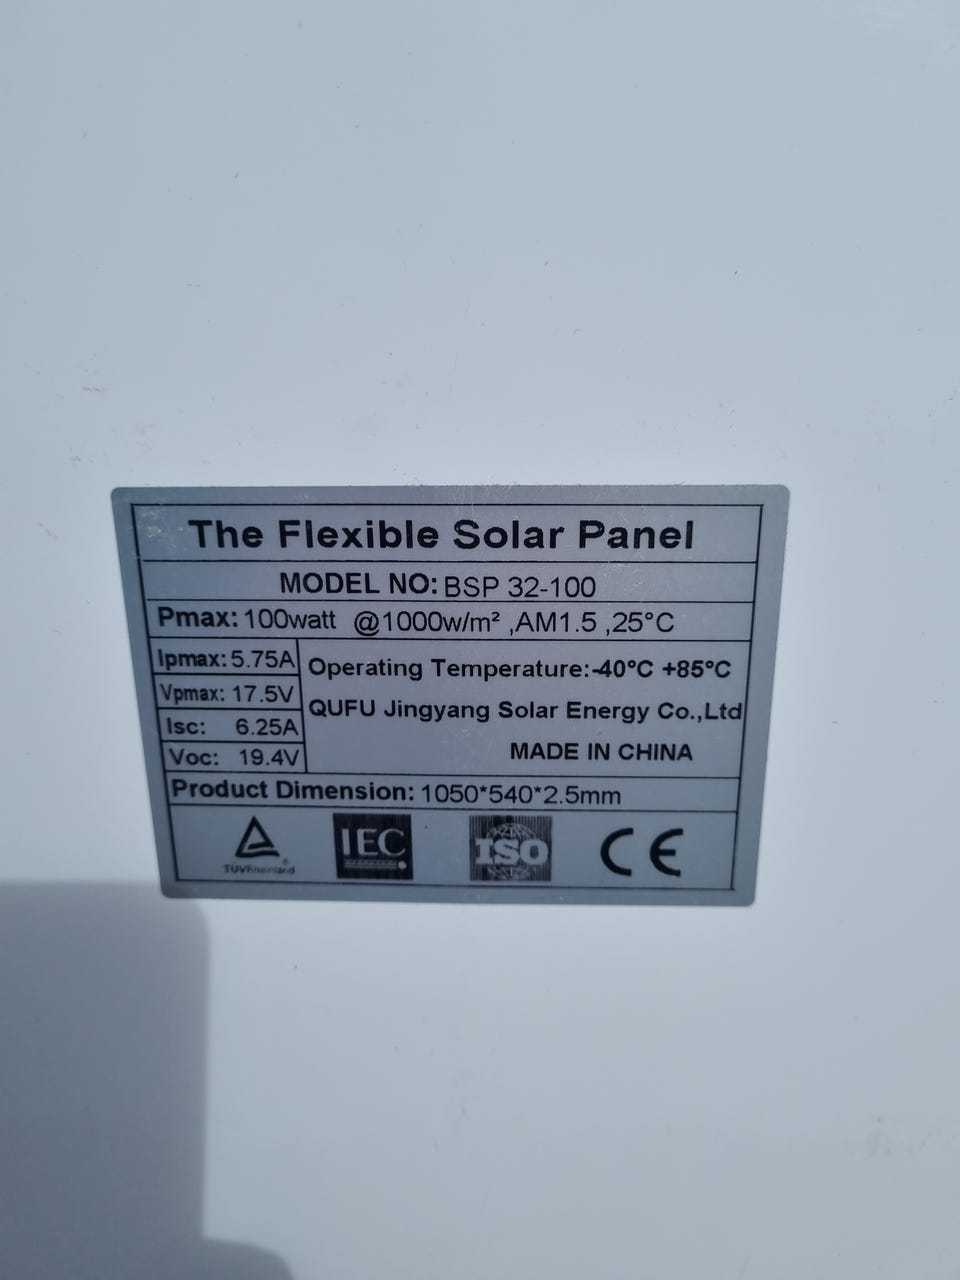 The Flexible Solar Panel
MODEL NO: BSP 32-100
Pmax: 100watt @1000w/m² ,AM1.5 ,25°C
Ipmax: 5.75A
Vpmax: 17.5V
Isc: 6.25A
Voc: 19.4V
Operating Temperature:-40°C +85°C
QUFU Jingyang Solar Energy Co.,Ltd
MADE IN CHINA
Product Dimension: 1050*540*2.5mm
TÜVRheinland ®
IEC
ISO
CE